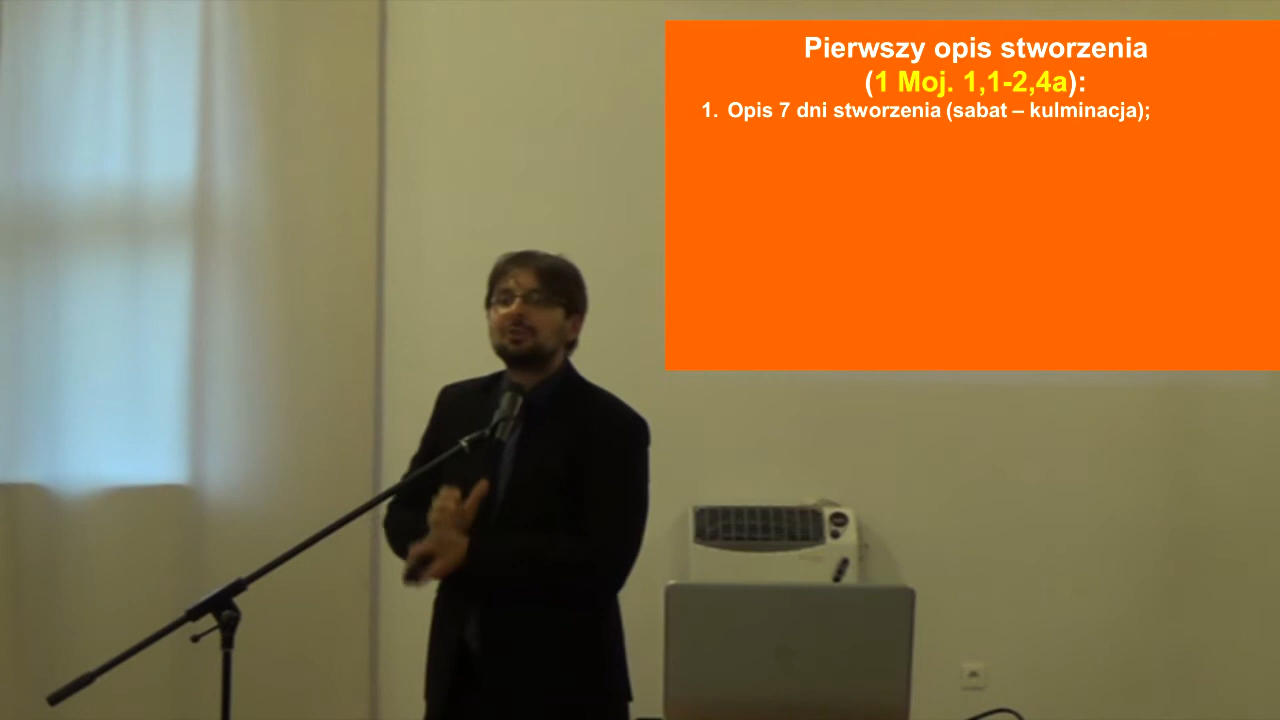 Pierwszy opis stworzenia
(1 Moj. 1,1-2,4a):
1. Opis 7 dni stworzenia (sabat – kulminacja);